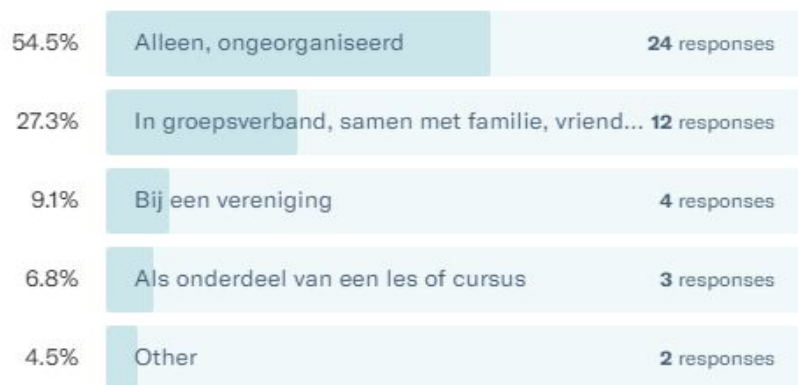 54.5% Alleen, ongeorganiseerd 24 responses
27.3% In groepsverband, samen met familie, vriend... 12 responses
9.1% Bij een vereniging 4 responses
6.8% Als onderdeel van een les of cursus 3 responses
4.5% Other 2 responses